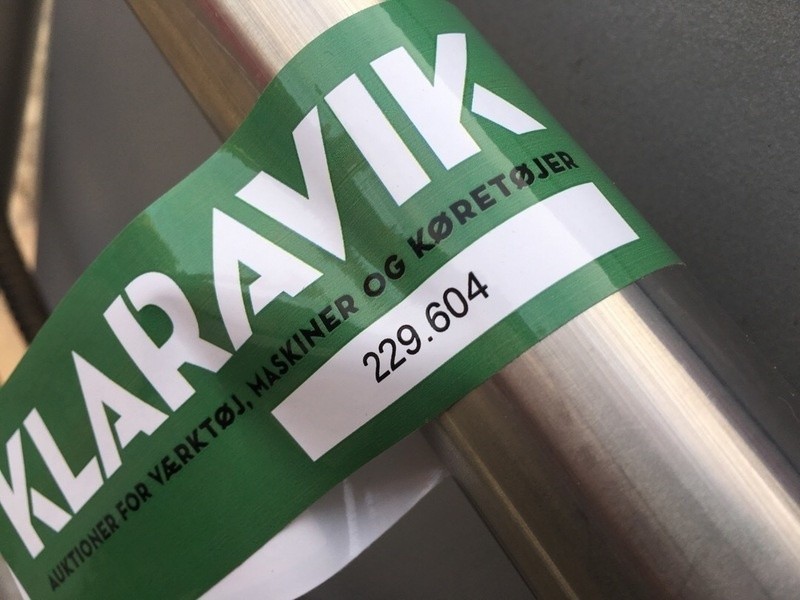 KLARAVIK
AUKTIONER FOR VÆRKTØJ, MASKINER OG KØRETØJER
229.604